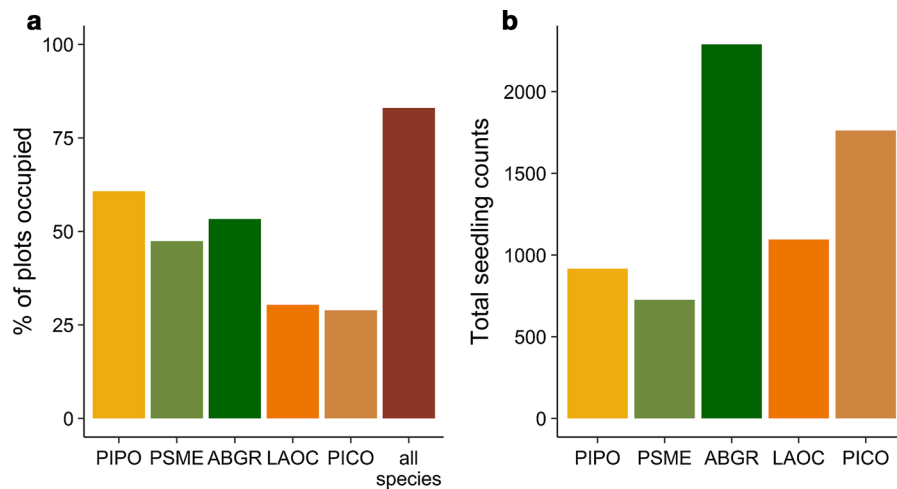 a
% of plots occupied
100
75
50
25
0
PIPO PSME ABGR LAOC PICO all species
b
Total seedling counts
2000
1500
1000
500
0
PIPO PSME ABGR LAOC PICO